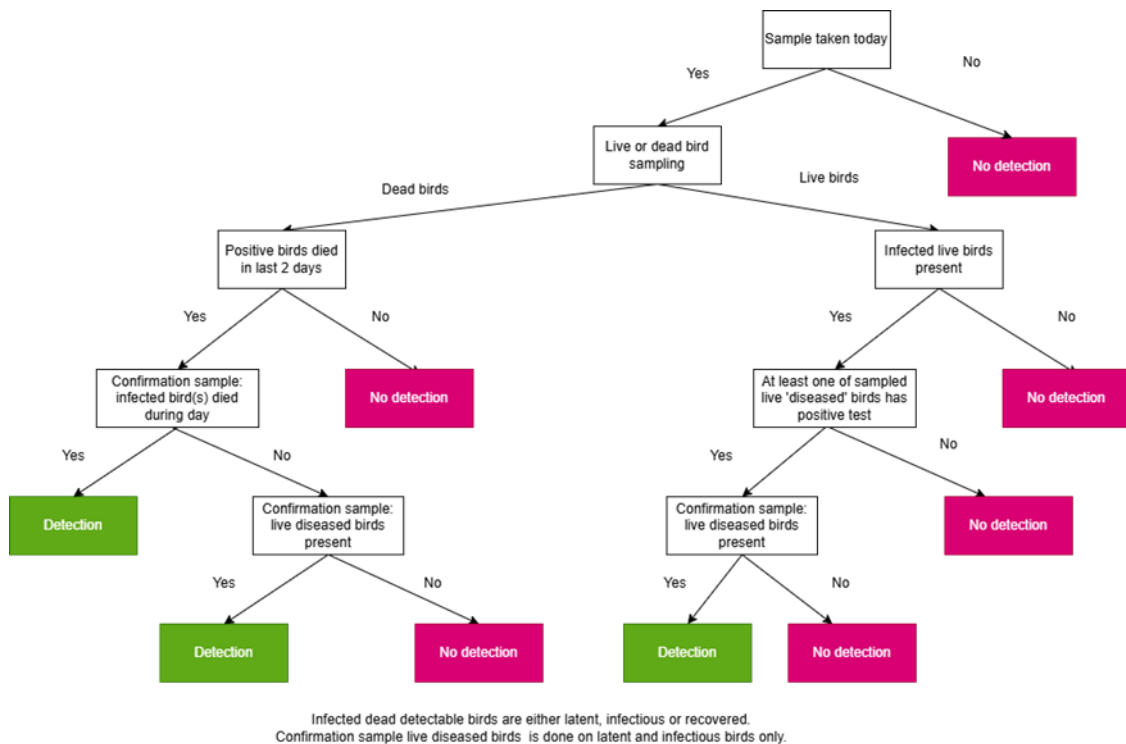 Sample taken today
Yes
No
Live or dead bird
sampling
No detection
Dead birds
Live birds
Positive birds died
in last 2 days
Infected live birds
present
Yes
No
Yes
No
Confirmation sample:
infected bird(s) died
during day
No detection
At least one of sampled
live 'diseased' birds has
positive test
No detection
Yes
No
Yes
No
Detection
Confirmation sample:
live diseased birds
present
Confirmation sample:
live diseased birds
present
No detection
Yes
No
Yes
No
Detection
No detection
Detection
No detection
Infected dead detectable birds are either latent, infectious or recovered.
Confirmation sample live diseased birds is done on latent and infectious birds only.